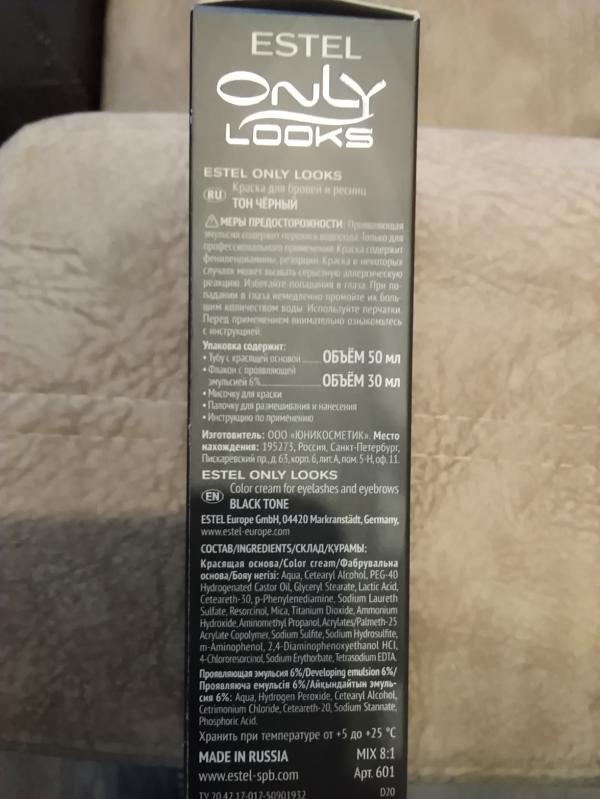 ESTEL
ONLY
LOOKS
ESTEL ONLY LOOKS
RU Краска для бровей и ресниц
ТОН ЧЁРНЫЙ
МЕРЫ ПРЕДОСТОРОЖНОСТИ: Проявляющая
эмульсия содержит перекись водорода. Только для
профессионального применения. Краска содержит
фенилендиамины, резорцин. Краска в некоторых
случаях может вызвать серьёзную аллергическую
реакцию. Избегайте попадания в глаза. При по-
падании в глаза немедленно промойте их боль-
шим количеством воды. Используйте перчатки.
Перед применением внимательно ознакомьтесь
с инструкцией.
Упаковка содержит:
• Тубу с красящей основой ОБЪЁМ 50 мл
• Флакон с проявляющей
эмульсией 6% ОБЪЁМ 30 мл
• Мисочку для краски
• Палочку для размешивания и нанесения
• Инструкцию по применению
Изготовитель: ООО «ЮНИКОСМЕТИК». Место
нахождения: 195273, Россия, Санкт-Петербург,
Пискаревский пр., д. 63, корп. 6, лит. А, пом. 5-Н, оф. 11.
ESTEL ONLY LOOKS
EN Color cream for eyelashes and eyebrows
BLACK TONE
ESTEL Europe GmbH, 04420 Markranstädt, Germany,
www.estel-europe.com
СОСТАВ/INGREDIENTS/СКЛАД/ҚҰРАМЫ:
Красящая основа/Color cream/Фабрувальна
основа/Бояу негізі: Aqua, Cetearyl Alcohol, PEG-40
Hydrogenated Castor Oil, Glyceryl Stearate, Lactic Acid,
Ceteareth-30, p-Phenylenediamine, Sodium Laureth
Sulfate, Resorcinol, Mica, Titanium Dioxide, Ammonium
Hydroxide, Aminomethyl Propanol, Acrylates/Palmeth-25
Acrylate Copolymer, Sodium Sulfite, Sodium Hydrosulfite,
m-Aminophenol, 2,4-Diaminophenoxyethanol HCl,
4-Chlororesorcinol, Sodium Erythorbate, Tetrasodium EDTA.
Проявляющая эмульсия 6%/Developing emulsion 6%/
Проявляюча емульсія 6%/Айқындайтын эмуль-
сия 6%: Aqua, Hydrogen Peroxide, Cetearyl Alcohol,
Cetrimonium Chloride, Ceteareth-20, Sodium Stannate,
Phosphoric Acid.
Хранить при температуре от +5 до +25 °C
MADE IN RUSSIA MIX 8:1
www.estel-spb.com Арт. 601
ТУ 20.42.17-017-50901932 D20